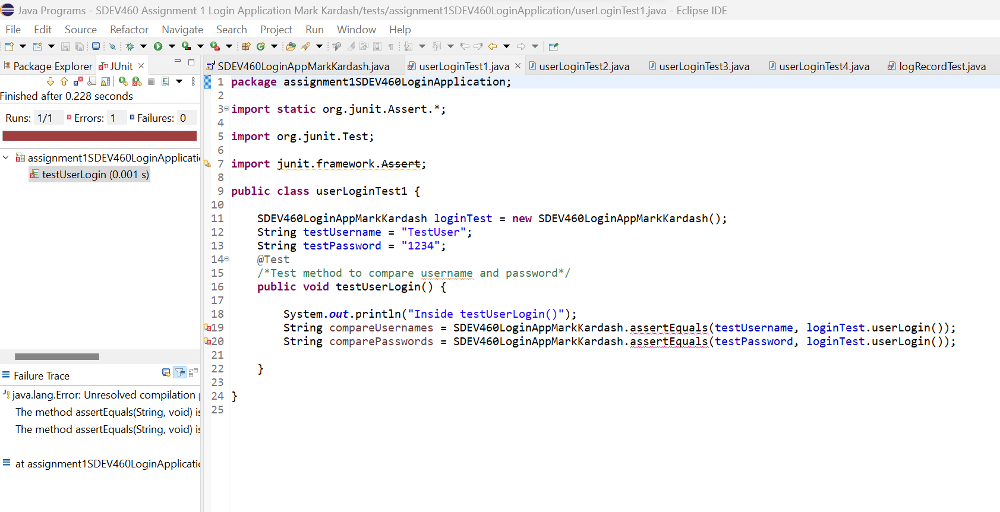 Java Programs - SDEV460 Assignment 1 Login Application Mark Kardash/tests/assignment1SDEV460LoginApplication/userLoginTest1.java - Eclipse IDE
File Edit Source Refactor Navigate Search Project Run Window Help
Package Explorer JUnit
SDEV460LoginAppMarkKardash.java userLoginTest1.java userLoginTest2.java userLoginTest3.java userLoginTest4.java logRecordTest.java
Finished after 0.228 seconds
Runs: 1/1 Errors: 1 Failures: 0
assignment1SDEV460LoginApplicatio
testUserLogin (0.001 s)
Failure Trace
java.lang.Error: Unresolved compilation p
The method assertEquals(String, void) is
The method assertEquals(String, void) is
at assignment1SDEV460LoginApplicatio
1 package assignment1SDEV460LoginApplication;
2
3 import static org.junit.Assert.*;
4
5 import org.junit.Test;
6
7 import junit.framework.Assert;
8
9 public class userLoginTest1 {
10
11 SDEV460LoginAppMarkKardash loginTest = new SDEV460LoginAppMarkKardash();
12 String testUsername = "TestUser";
13 String testPassword = "1234";
14 @Test
15 /*Test method to compare username and password*/
16 public void testUserLogin() {
17
18 System.out.println("Inside testUserLogin()");
19 String compareUsernames = SDEV460LoginAppMarkKardash.assertEquals(testUsername, loginTest.userLogin());
20 String comparePasswords = SDEV460LoginAppMarkKardash.assertEquals(testPassword, loginTest.userLogin());
21
22 }
23
24 }
25